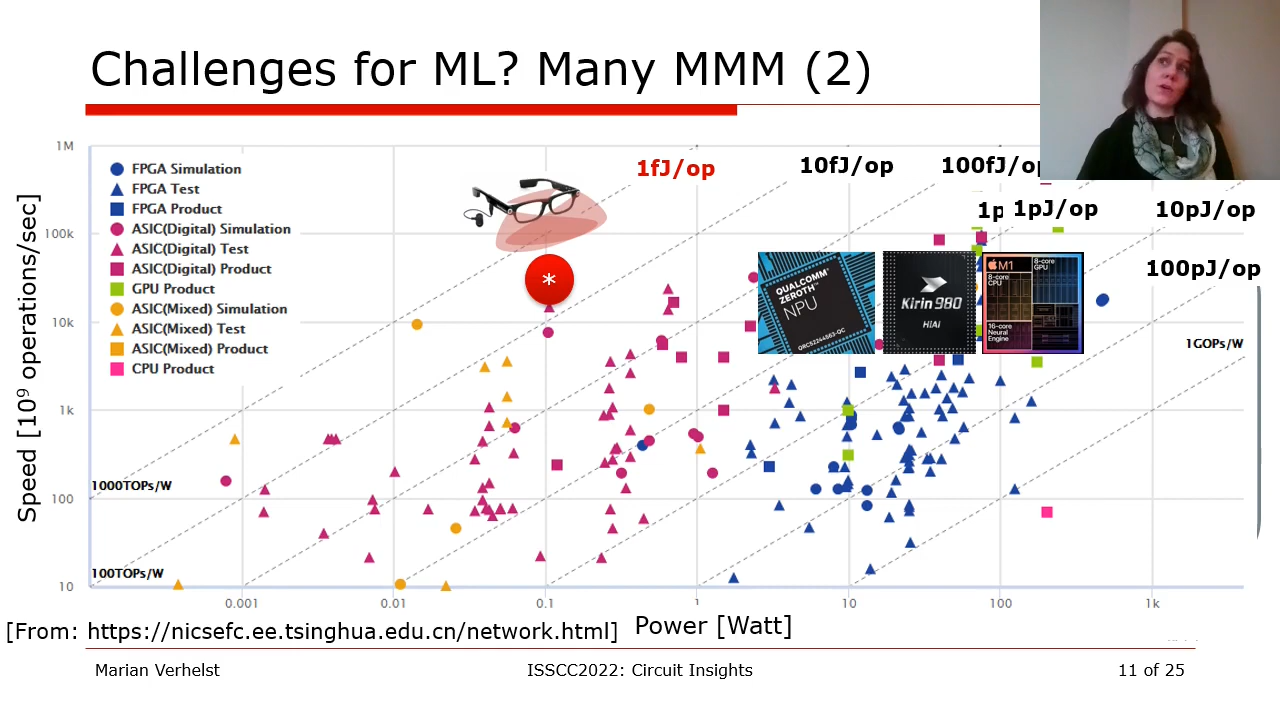 Challenges for ML? Many MMM (2)
1M
100k
10k
1k
100
10
Speed [10⁹ operations/sec]
FPGA Simulation
FPGA Test
FPGA Product
ASIC(Digital) Simulation
ASIC(Digital) Test
ASIC(Digital) Product
GPU Product
ASIC(Mixed) Simulation
ASIC(Mixed) Test
ASIC(Mixed) Product
CPU Product
1fJ/op
10fJ/op
100fJ/op
1pJ/op
10pJ/op
100pJ/op
*
QUALCOMM
ZEROTH™
NPU
Kirin 980
HiAI
M1
8-core
CPU
8-core
GPU
16-core
Neural
Engine
1GOPs/W
1000TOPs/W
100TOPs/W
0.001
0.01
0.1
1
10
100
1k
Power [Watt]
[From: https://nicsefc.ee.tsinghua.edu.cn/network.html]
Marian Verhelst
ISSCC2022: Circuit Insights
11 of 25